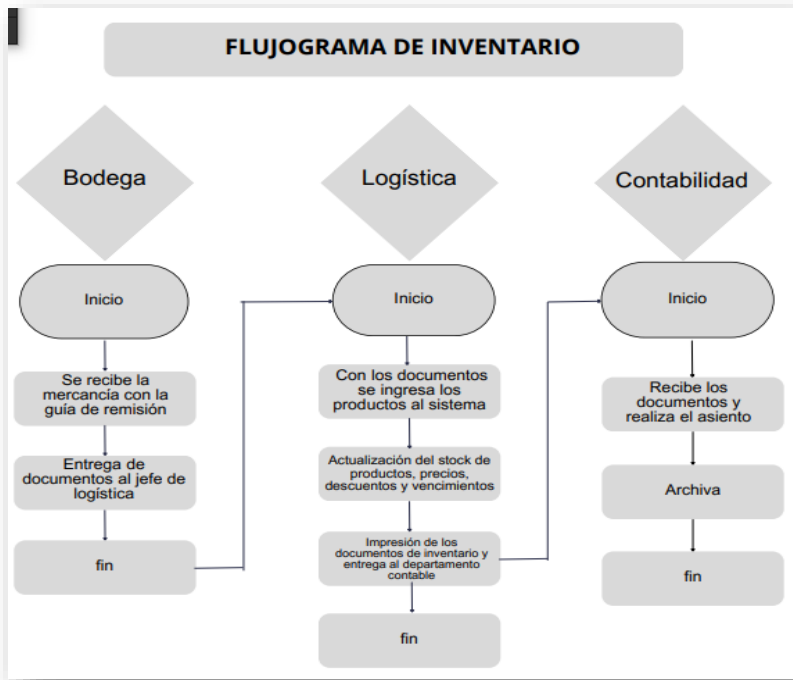 FLUJOGRAMA DE INVENTARIO
Bodega
Inicio
Se recibe la
mercancía con la
guía de remisión
Entrega de
documentos al jefe de
logística
fin
Logística
Inicio
Con los documentos
se ingresa los
productos al sistema
Actualización del stock de
productos, precios,
descuentos y vencimientos
Impresión de los
documentos de inventario y
entrega al departamento
contable
fin
Contabilidad
Inicio
Recibe los
documentos y
realiza el asiento
Archiva
fin